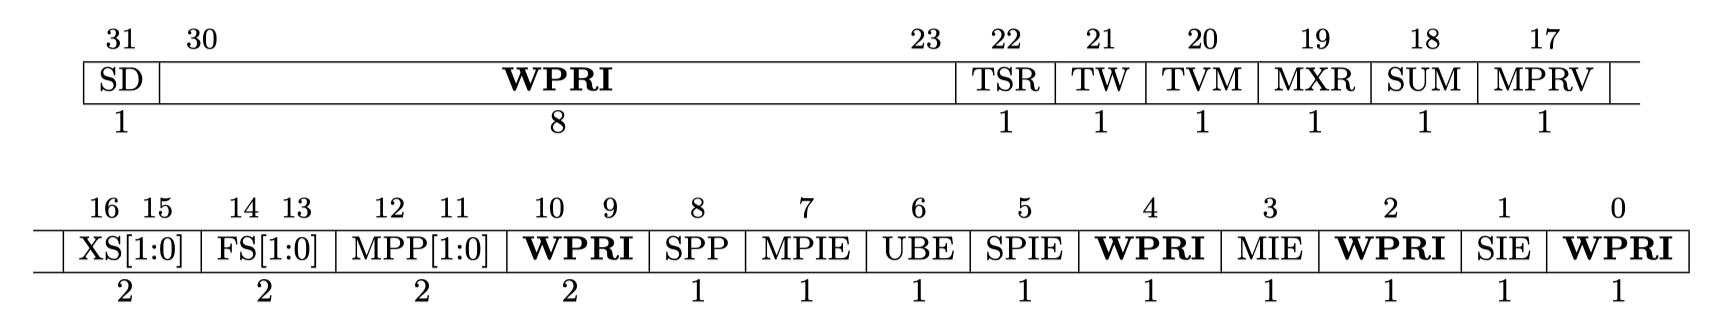 31 30 23 22 21 20 19 18 17
SD WPRI TSR TW TVM MXR SUM MPRV
1 8 1 1 1 1 1 1
16 15 14 13 12 11 10 9 8 7 6 5 4 3 2 1 0
XS[1:0] FS[1:0] MPP[1:0] WPRI SPP MPIE UBE SPIE WPRI MIE WPRI SIE WPRI
2 2 2 2 1 1 1 1 1 1 1 1 1